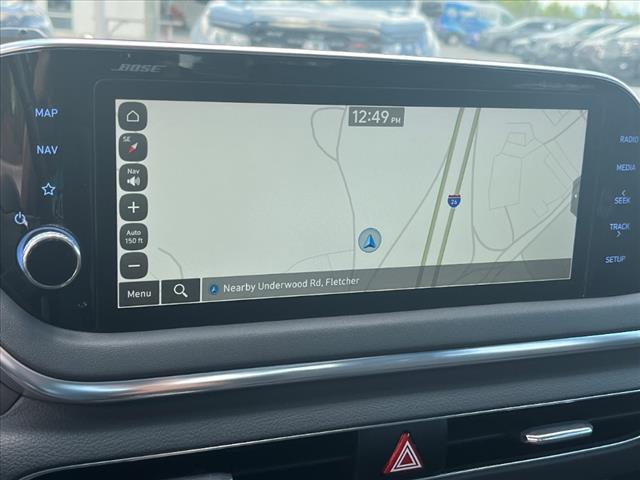 BOSE
MAP
NAV
12:49 PM
SE
Nav
Auto
150 ft
26
Menu
Nearby Underwood Rd, Fletcher
RADIO
MEDIA
SEEK
TRACK
SETUP